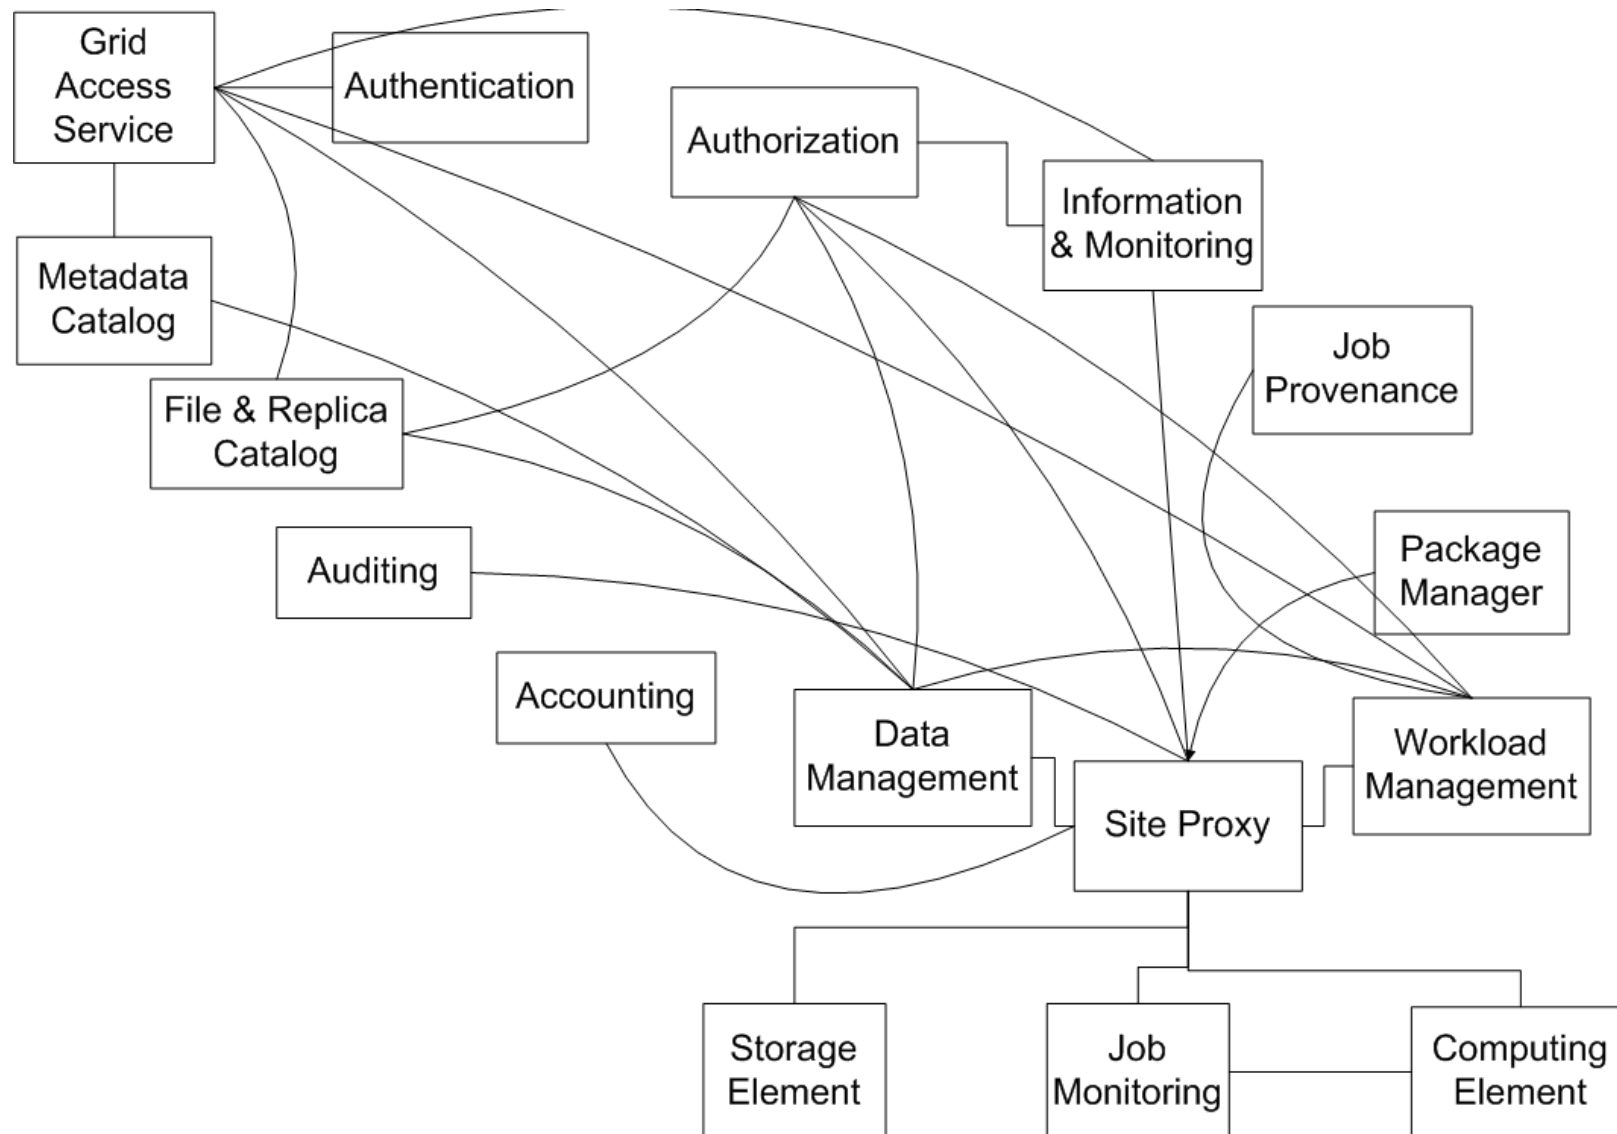 Grid
Access
Service
Authentication
Authorization
Information
& Monitoring
Metadata
Catalog
Job
Provenance
File & Replica
Catalog
Auditing
Package
Manager
Accounting
Data
Management
Workload
Management
Site Proxy
Storage
Element
Job
Monitoring
Computing
Element